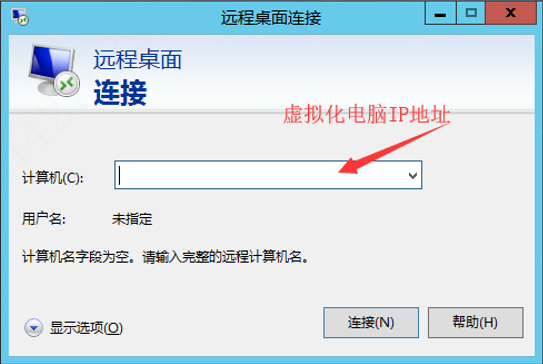 远程桌面连接
远程桌面
连接
虚拟化电脑IP地址
计算机(C):
用户名: 未指定
计算机名字段为空。请输入完整的远程计算机名。
显示选项(O) 连接(N) 帮助(H)